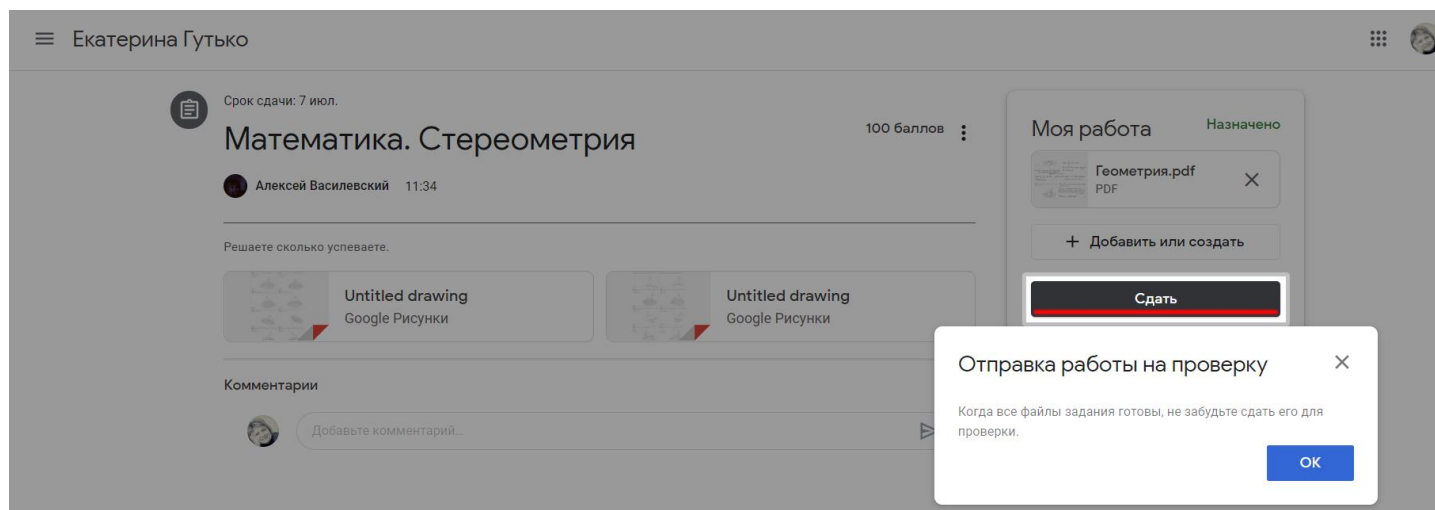 Екатерина Гутько
Срок сдачи: 7 июл.
Математика. Стереометрия
100 баллов
Алексей Василевский 11:34
Решаете сколько успеваете.
Untitled drawing
Google Рисунки
Untitled drawing
Google Рисунки
Комментарии
Добавьте комментарий...
Моя работа
Назначено
Геометрия.pdf
PDF
+ Добавить или создать
Сдать
Отправка работы на проверку
Когда все файлы задания готовы, не забудьте сдать его для
проверки.
ОК